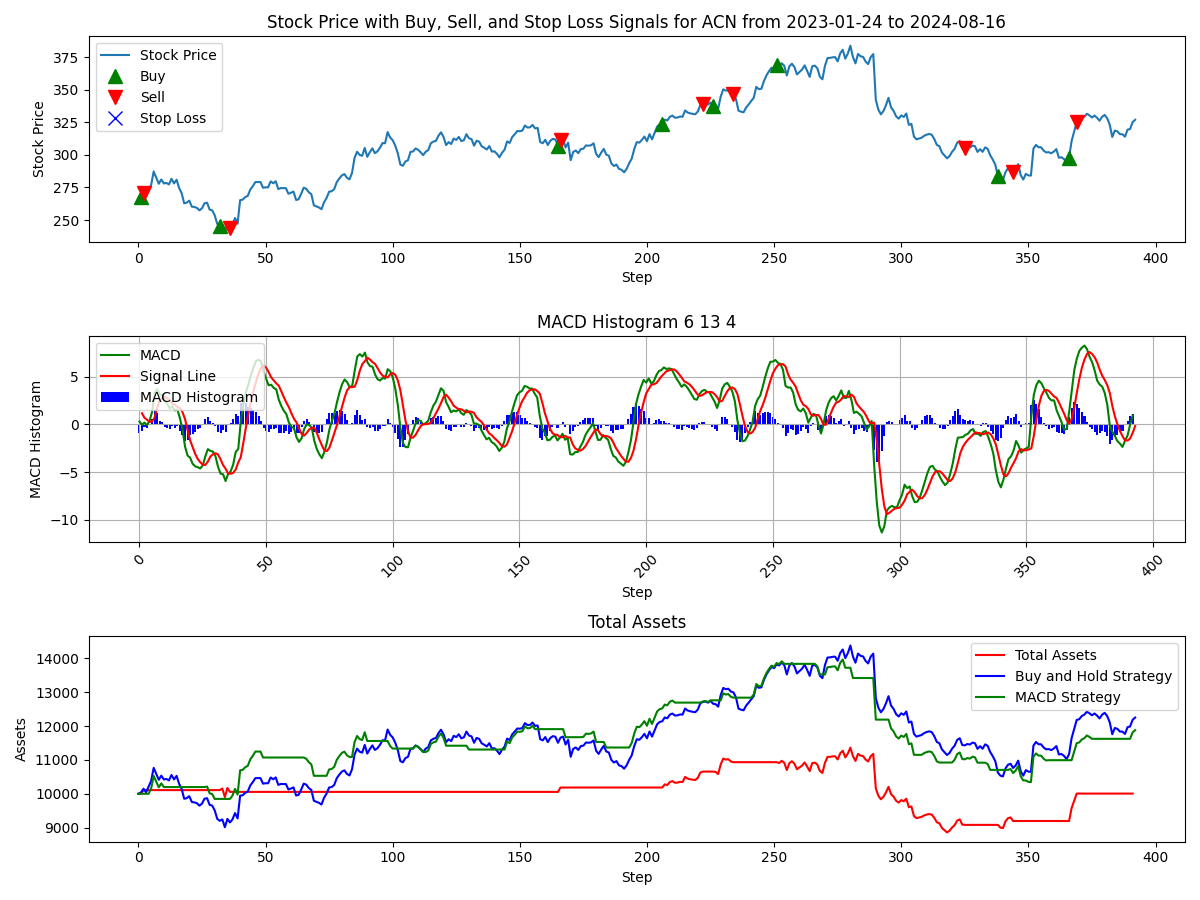 Stock Price with Buy, Sell, and Stop Loss Signals for ACN from 2023-01-24 to 2024-08-16
Stock Price
375
350
325
300
275
250
Stock Price
Buy
Sell
Stop Loss
0 50 100 150 200 250 300 350 400
Step
MACD Histogram 6 13 4
MACD Histogram
5
0
−5
−10
MACD
Signal Line
MACD Histogram
0 50 100 150 200 250 300 350 400
Step
Total Assets
Assets
14000
13000
12000
11000
10000
9000
Total Assets
Buy and Hold Strategy
MACD Strategy
0 50 100 150 200 250 300 350 400
Step